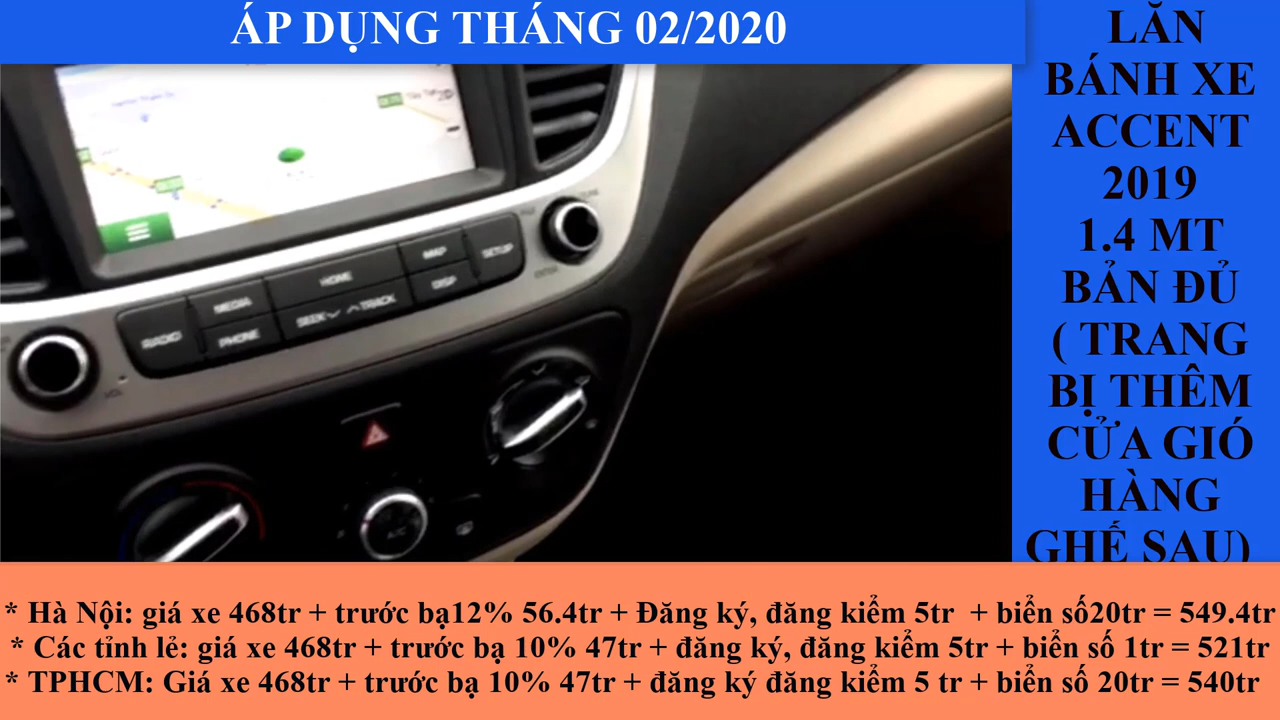 ÁP DỤNG THÁNG 02/2020
LĂN
BÁNH XE
ACCENT
2019
1.4 MT
BẢN ĐỦ
( TRANG
BỊ THÊM
CỬA GIÓ
HÀNG
GHẾ SAU)
MAP
SETUP
HOME
DISP
MEDIA
SEEK TRACK
RADIO
PHONE
ENTER
VOL
A/C
* Hà Nội: giá xe 468tr + trước bạ12% 56.4tr + Đăng ký, đăng kiểm 5tr + biển số20tr = 549.4tr
* Các tỉnh lẻ: giá xe 468tr + trước bạ 10% 47tr + đăng ký, đăng kiểm 5tr + biển số 1tr = 521tr
* TPHCM: Giá xe 468tr + trước bạ 10% 47tr + đăng ký đăng kiểm 5 tr + biển số 20tr = 540tr